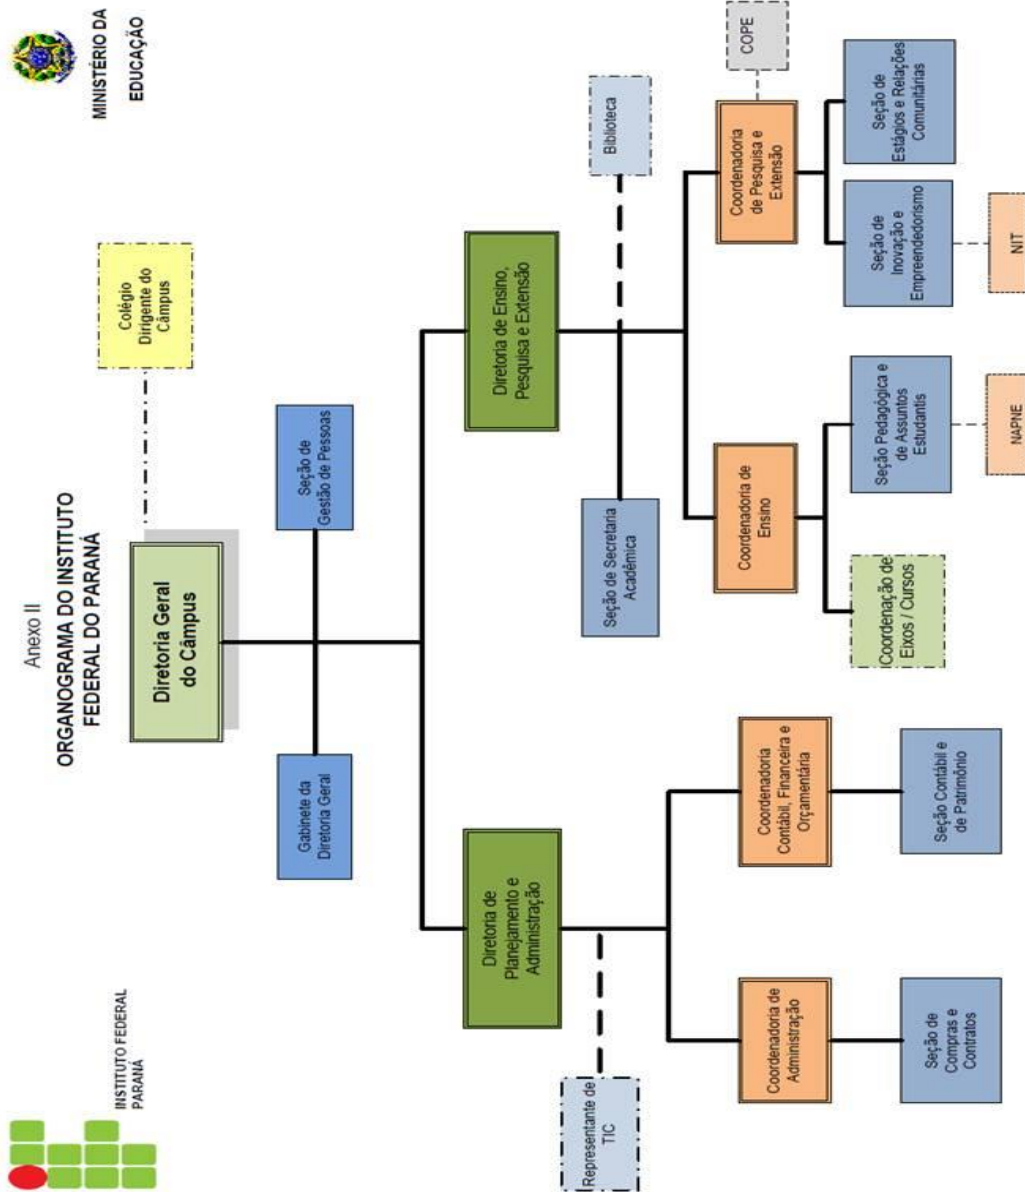 INSTITUTO FEDERAL
PARANÁ
Anexo II
ORGANOGRAMA DO INSTITUTO
FEDERAL DO PARANÁ
MINISTÉRIO DA
EDUCAÇÃO
Diretoria Geral
do Câmpus
Colégio
Dirigente do
Câmpus
Gabinete da
Diretoria Geral
Seção de
Gestão de Pessoas
Diretoria de
Planejamento e
Administração
Diretoria de Ensino,
Pesquisa e Extensão
Representante de
TIC
Seção de Secretaria
Acadêmica
Biblioteca
Coordenadoria de
Administração
Coordenadoria
Contábil, Financeira e
Orçamentária
Coordenadoria de
Ensino
Coordenadoria
de Pesquisa e
Extensão
COPE
Seção de
Compras e
Contratos
Seção Contábil e
de Patrimônio
Coordenação de
Eixos / Cursos
Seção Pedagógica e
de Assuntos
Estudantis
Seção de
Inovação e
Empreendedorismo
Seção de
Estágios e Relações
Comunitárias
NAPNE
NIT